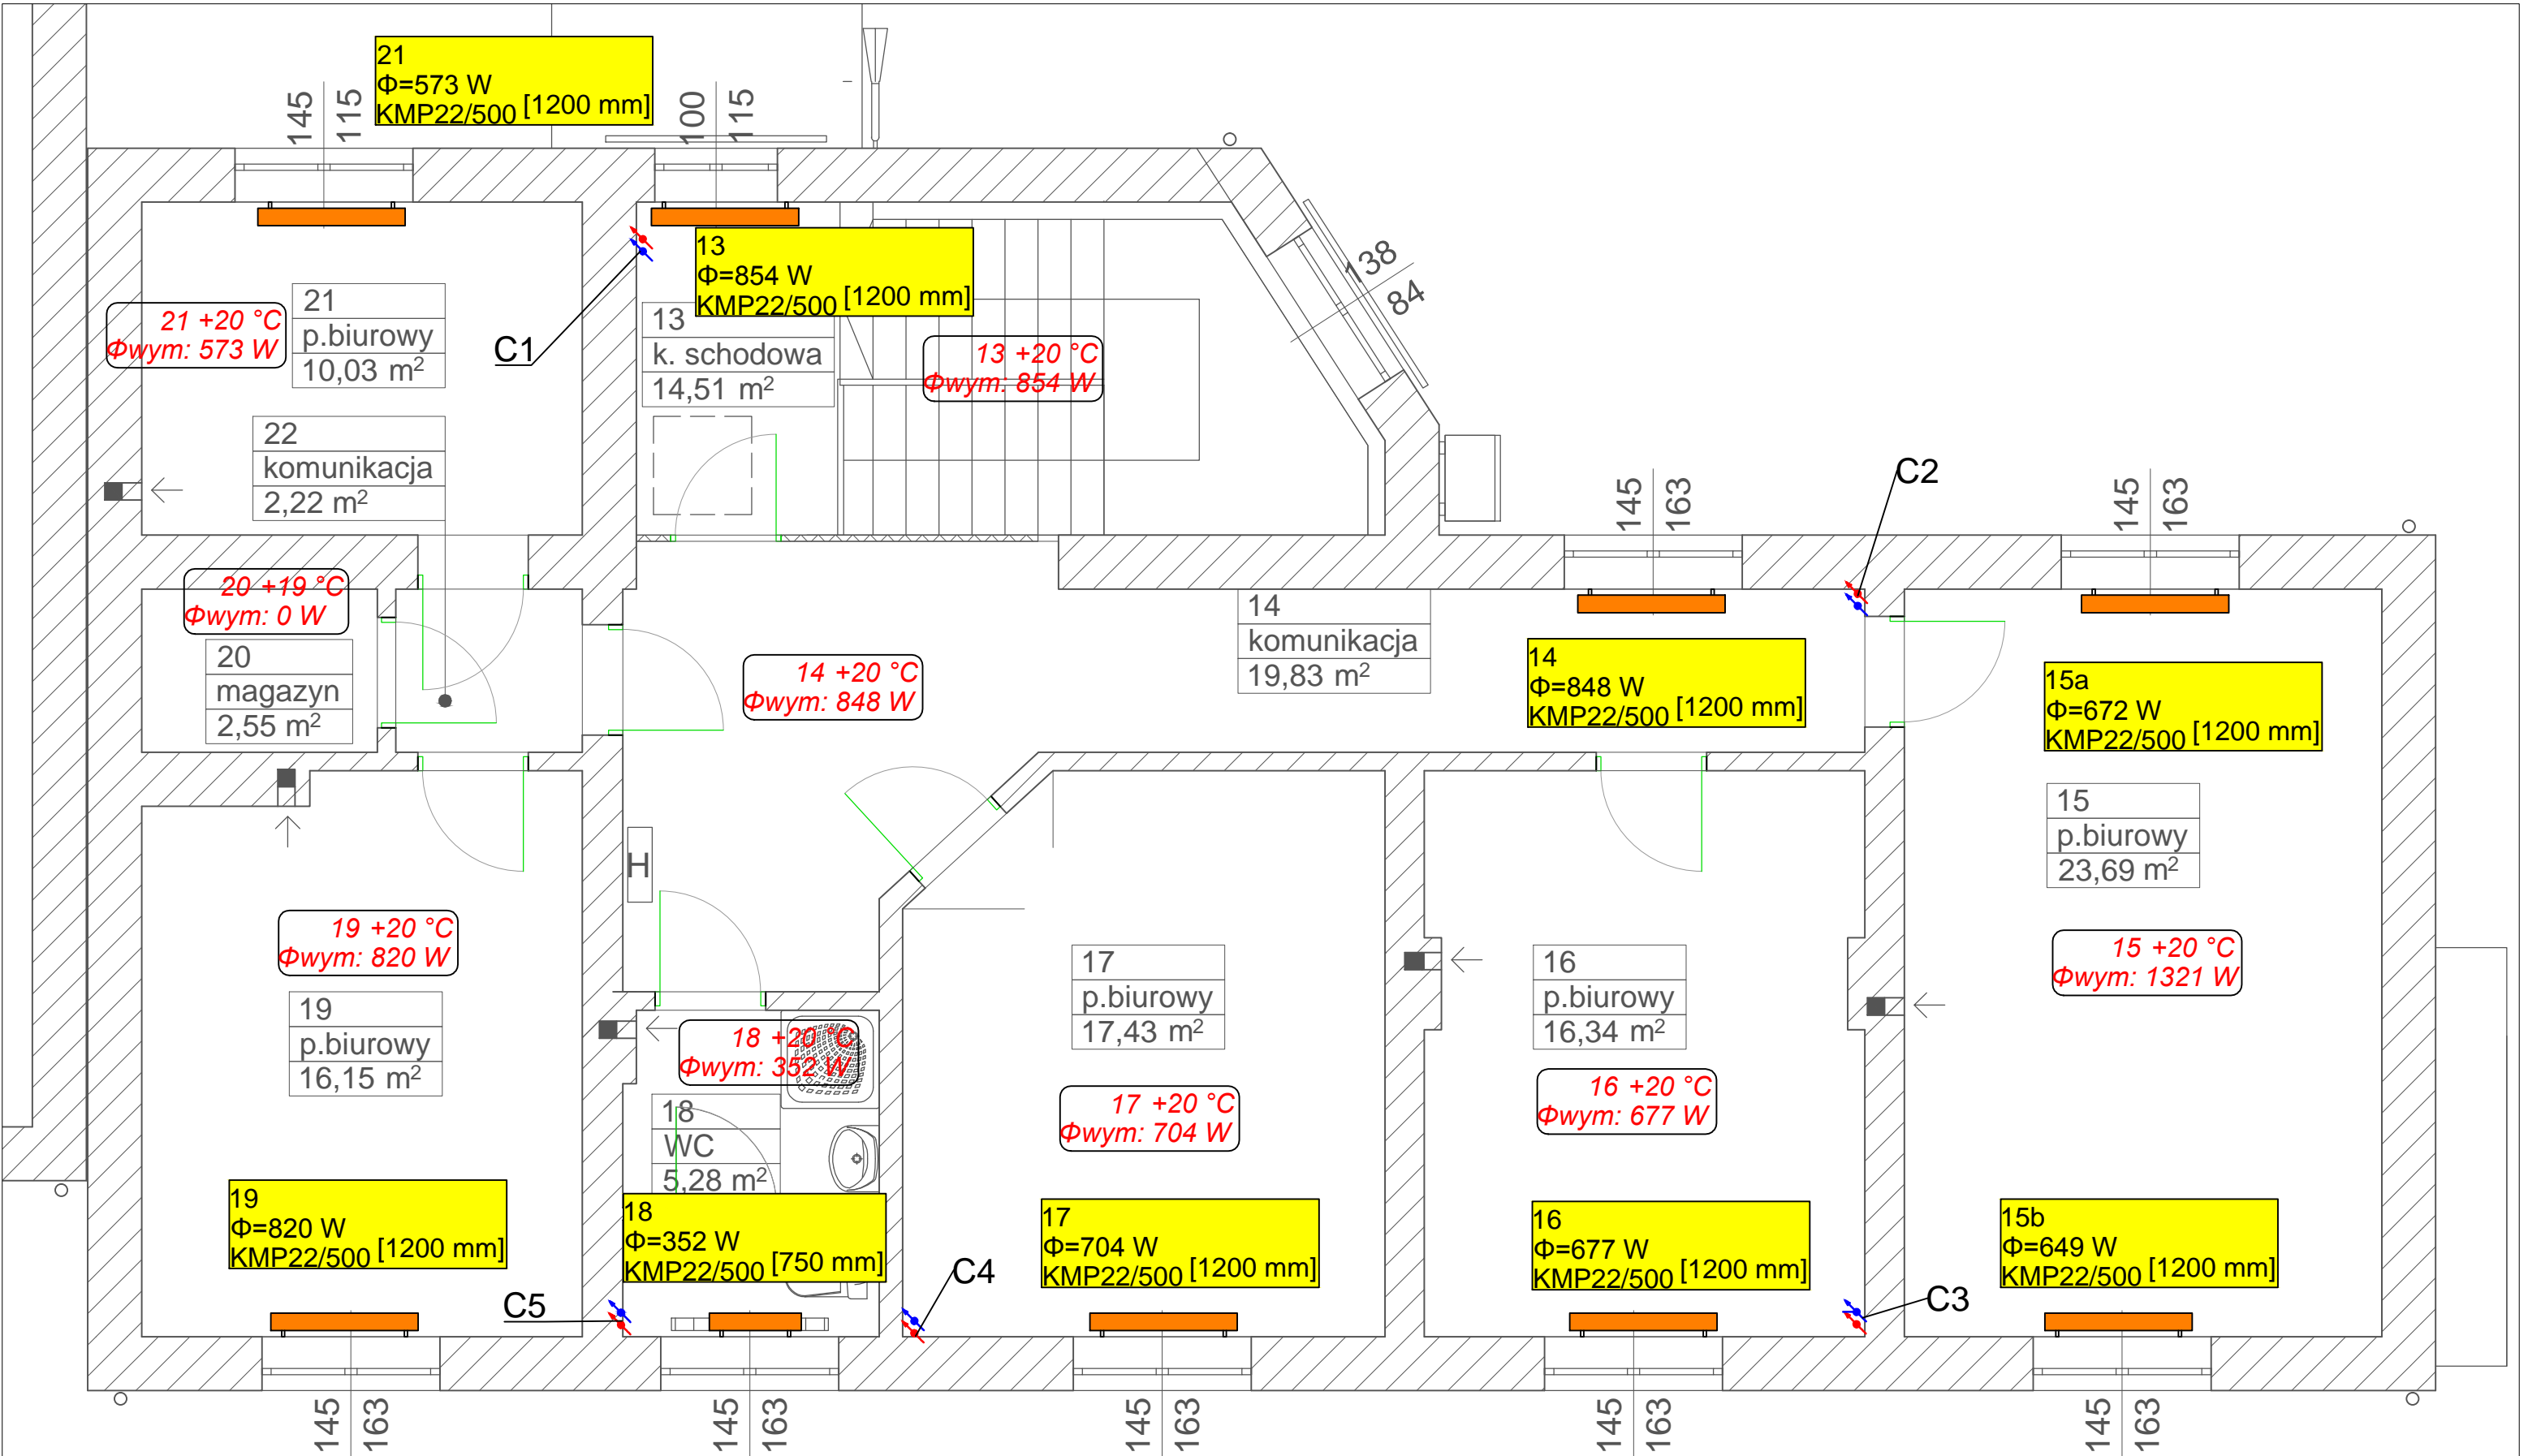 21
Φ=573 W
KMP22/500 [1200 mm]
145
115
100
115
13
Φ=854 W
KMP22/500 [1200 mm]
138
84
21 +20 °C
Φwym: 573 W
21
p.biurowy
10,03 m²
C1
13
k. schodowa
14,51 m²
13 +20 °C
Φwym: 854 W
22
komunikacja
2,22 m²
C2
145
163
145
163
20 +19 °C
Φwym: 0 W
20
magazyn
2,55 m²
14 +20 °C
Φwym: 848 W
14
komunikacja
19,83 m²
14
Φ=848 W
KMP22/500 [1200 mm]
15a
Φ=672 W
KMP22/500 [1200 mm]
15
p.biurowy
23,69 m²
H
19 +20 °C
Φwym: 820 W
19
p.biurowy
16,15 m²
18 +20 °C
Φwym: 352 W
18
WC
5,28 m²
17
p.biurowy
17,43 m²
17 +20 °C
Φwym: 704 W
16
p.biurowy
16,34 m²
16 +20 °C
Φwym: 677 W
15 +20 °C
Φwym: 1321 W
19
Φ=820 W
KMP22/500 [1200 mm]
18
Φ=352 W
KMP22/500 [750 mm]
17
Φ=704 W
KMP22/500 [1200 mm]
16
Φ=677 W
KMP22/500 [1200 mm]
15b
Φ=649 W
KMP22/500 [1200 mm]
C5
C4
C3
145
163
145
163
145
163
145
163
145
163